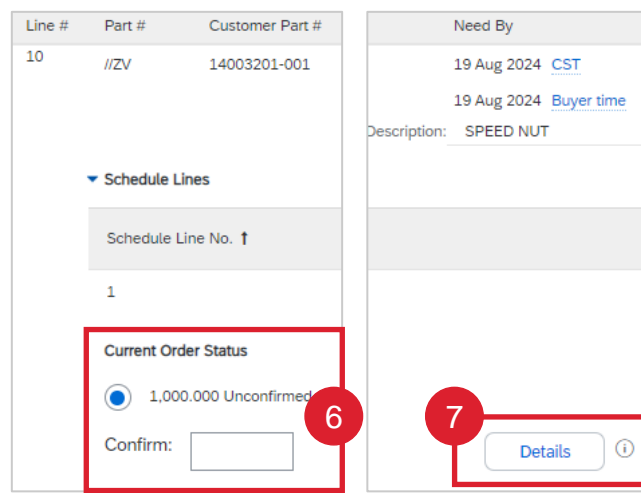 Line # Part # Customer Part # Need By
10 //ZV 14003201-001 19 Aug 2024 CST
19 Aug 2024 Buyer time
Description: SPEED NUT
Schedule Lines
Schedule Line No. ↑
1
Current Order Status
1,000.000 Unconfirmed
6
7
Confirm:
Details